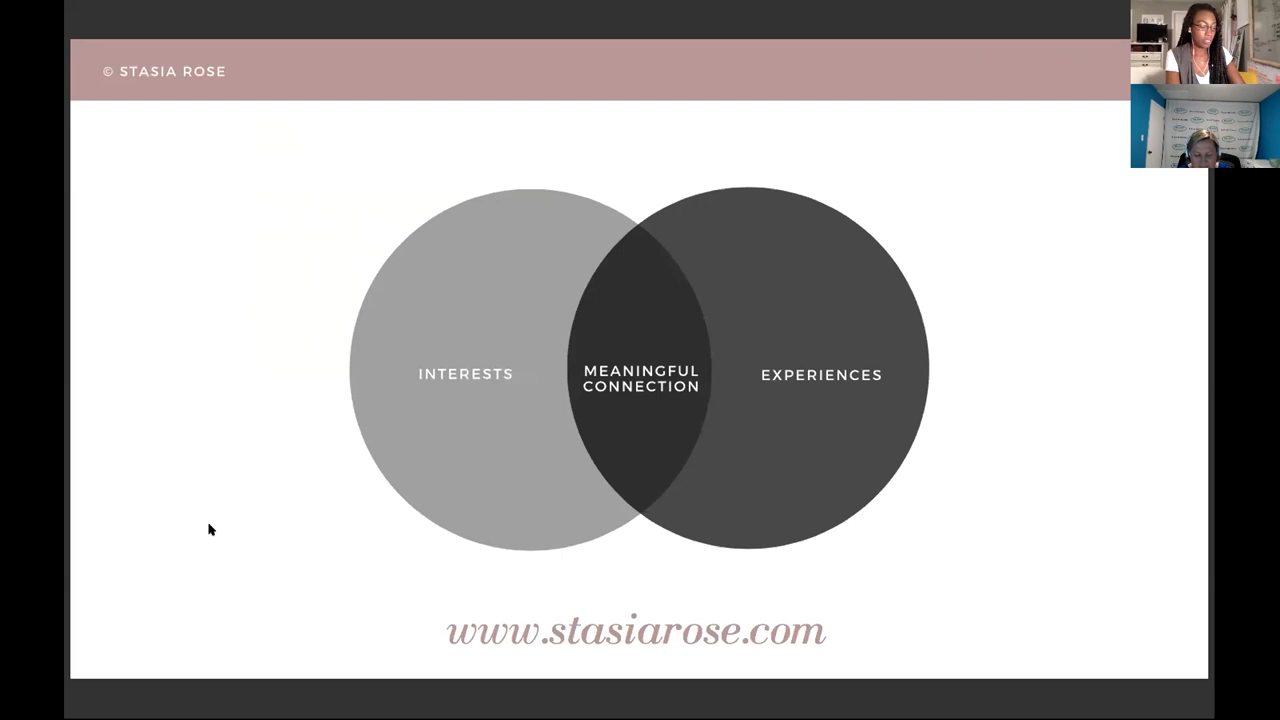 © STASIA ROSE
INTERESTS
MEANINGFUL
CONNECTION
EXPERIENCES
www.stasiarose.com